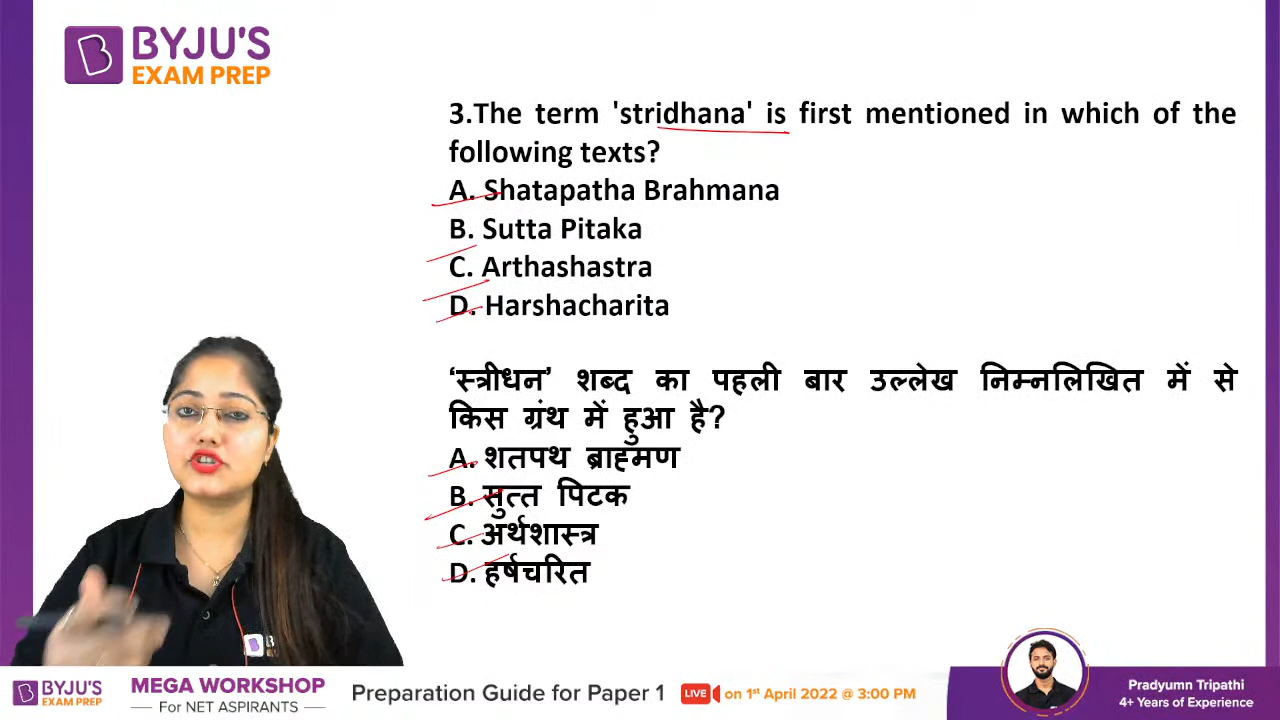 BYJU'S
EXAM PREP
3.The term 'stridhana' is first mentioned in which of the
following texts?
A. Shatapatha Brahmana
B. Sutta Pitaka
C. Arthashastra
D. Harshacharita
‘स्त्रीधन’ शब्द का पहली बार उल्लेख निम्नलिखित में से
किस ग्रंथ में हुआ है?
A. शतपथ ब्राह्मण
B. सुत्त पिटक
C. अर्थशास्त्र
D. हर्षचरित
BYJU'S
EXAM PREP
MEGA WORKSHOP
For NET ASPIRANTS
Preparation Guide for Paper 1
LIVE
on 1st April 2022 @ 3:00 PM
Pradyumn Tripathi
4+ Years of Experience